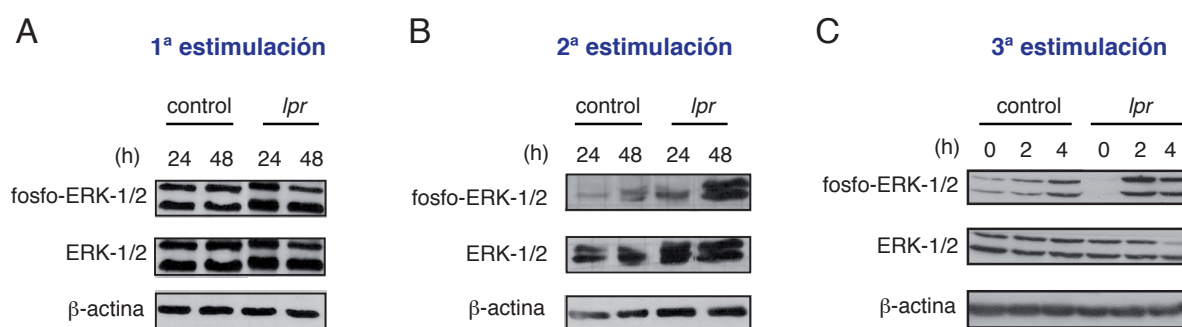 A
1ª estimulación
control lpr
(h) 24 48 24 48
fosfo-ERK-1/2
ERK-1/2
β-actina
B
2ª estimulación
control lpr
(h) 24 48 24 48
fosfo-ERK-1/2
ERK-1/2
β-actina
C
3ª estimulación
control lpr
(h) 0 2 4 0 2 4
fosfo-ERK-1/2
ERK-1/2
β-actina